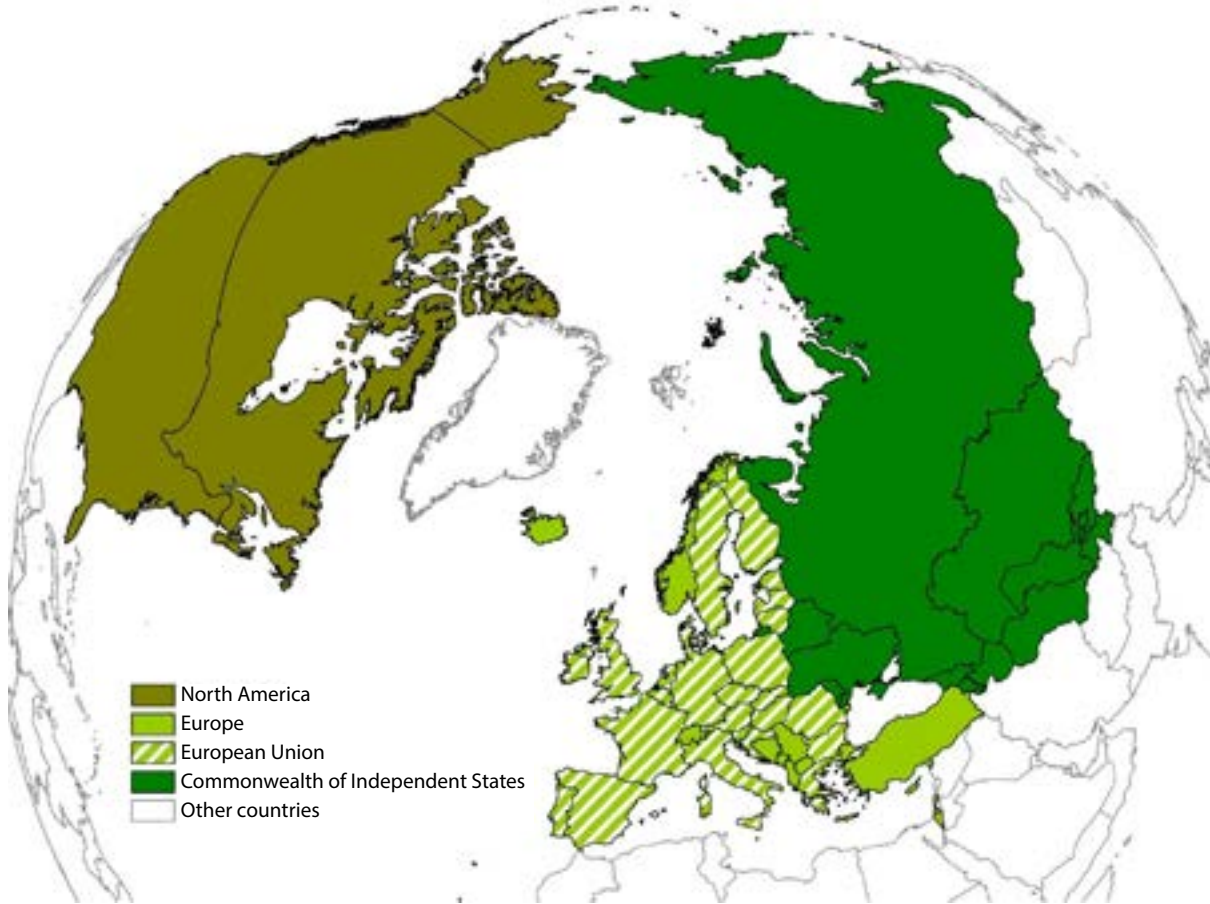 North America
Europe
European Union
Commonwealth of Independent States
Other countries